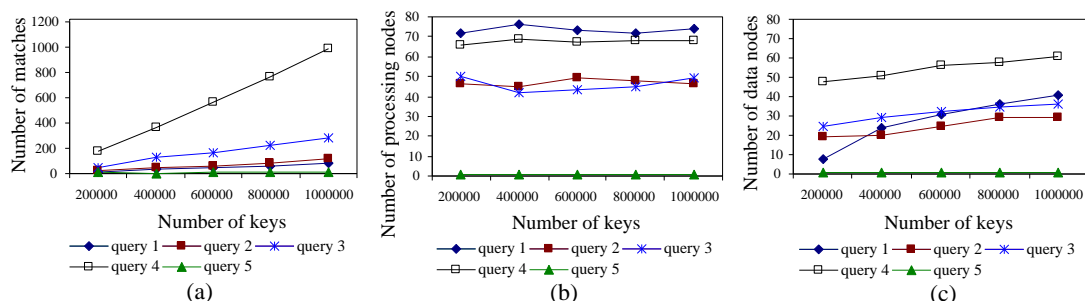 Number of matches
1200
1000
800
600
400
200
0
200000 400000 600000 800000 1000000
Number of keys
query 1 query 2 query 3
query 4 query 5
(a)
Number of processing nodes
80
70
60
50
40
30
20
10
0
200000 400000 600000 800000 1000000
Number of keys
query 1 query 2 query 3
query 4 query 5
(b)
Number of data nodes
80
70
60
50
40
30
20
10
0
200000 400000 600000 800000 1000000
Number of keys
query 1 query 2 query 3
query 4 query 5
(c)